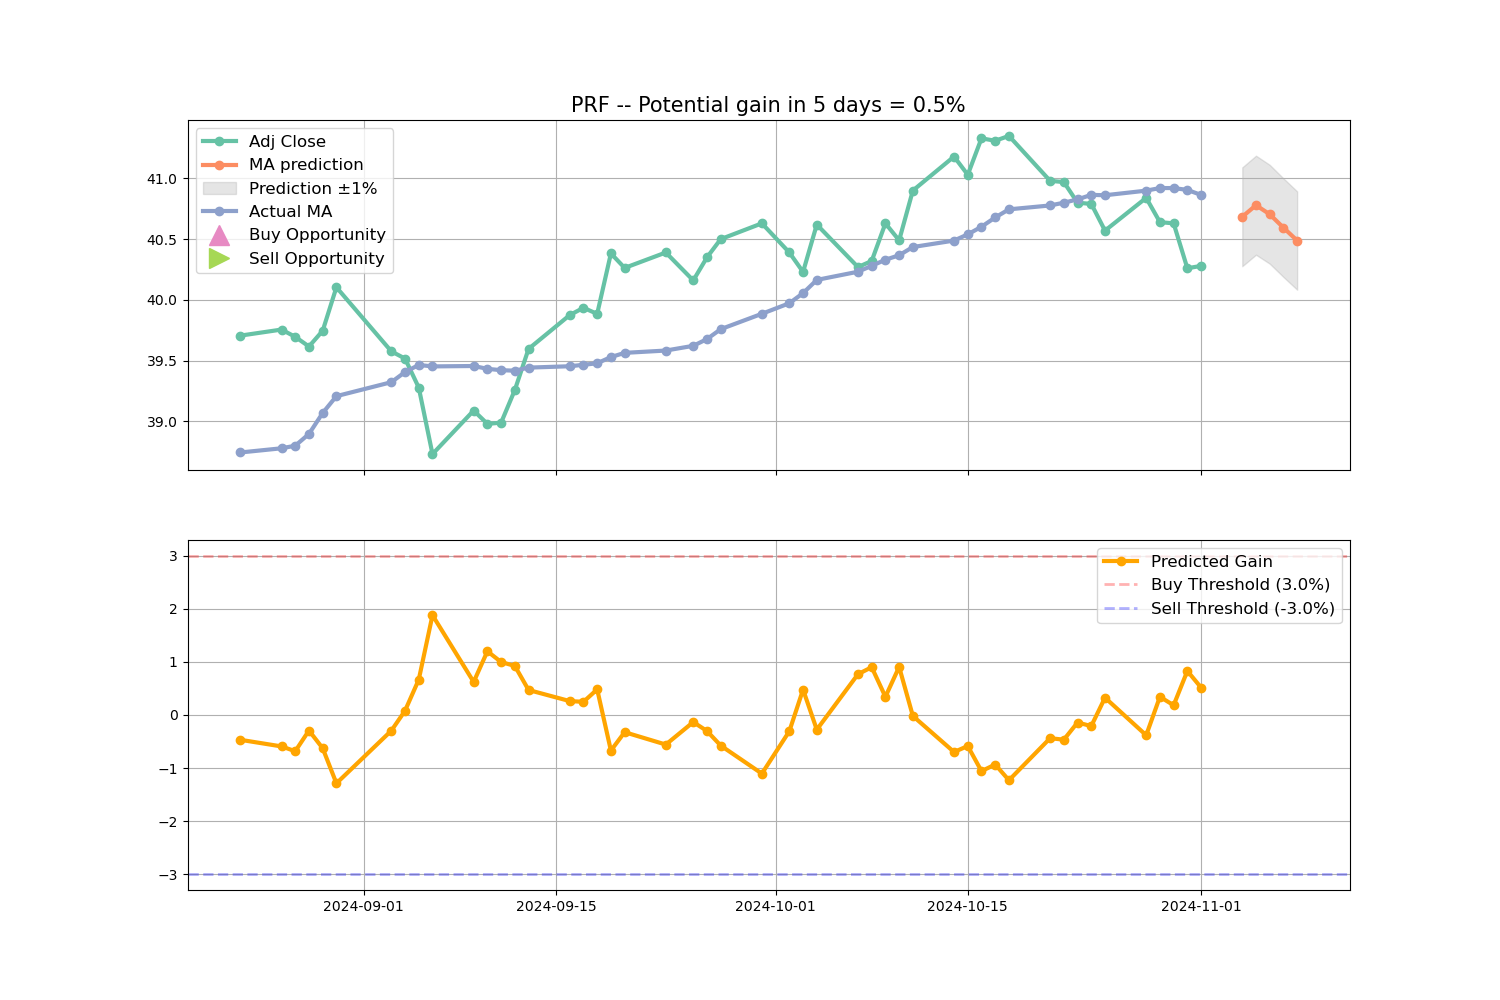 PRF -- Potential gain in 5 days = 0.5%
Adj Close
MA prediction
Prediction ±1%
Actual MA
Buy Opportunity
Sell Opportunity
41.0
40.5
40.0
39.5
39.0
Predicted Gain
Buy Threshold (3.0%)
Sell Threshold (-3.0%)
3
2
1
0
−1
−2
−3
2024-09-01 2024-09-15 2024-10-01 2024-10-15 2024-11-01